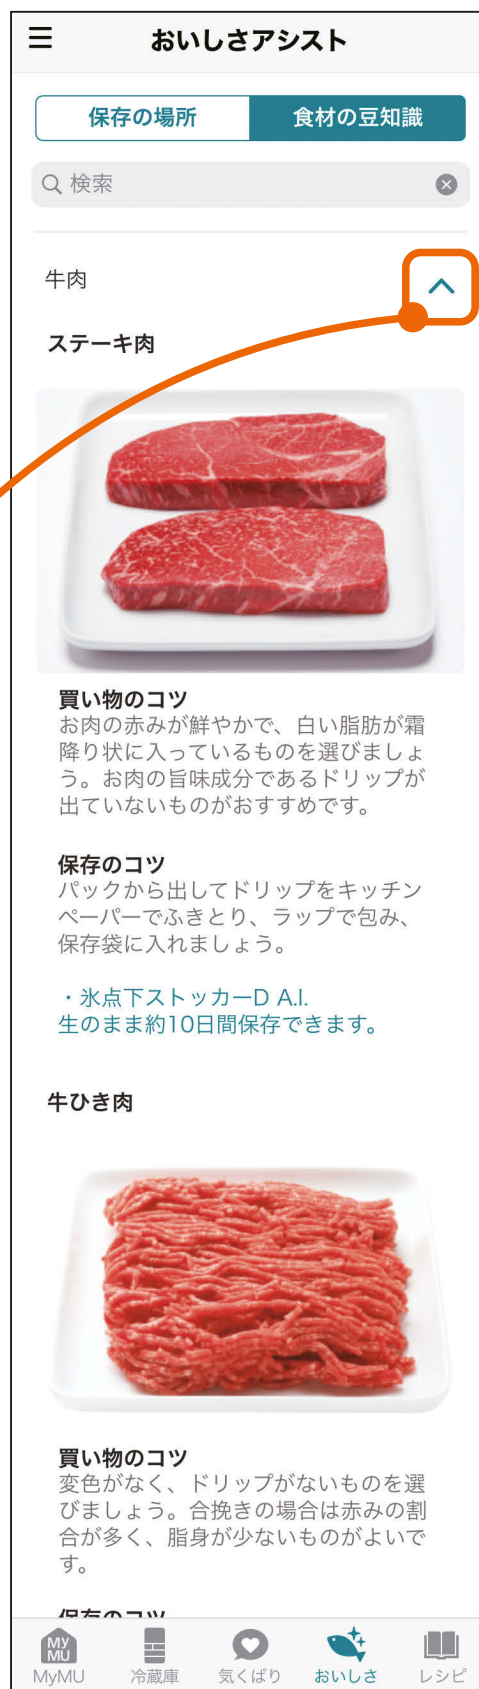 おいしさアシスト
保存の場所 食材の豆知識
検索
牛肉
ステーキ肉
買い物のコツ
お肉の赤みが鮮やかで、白い脂肪が霜
降り状に入っているものを選びましょ
う。お肉の旨味成分であるドリップが
出ていないものがおすすめです。
保存のコツ
パックから出してドリップをキッチン
ペーパーでふきとり、ラップで包み、
保存袋に入れましょう。
・氷点下ストッカーD A.I.
生のまま約10日間保存できます。
牛ひき肉
買い物のコツ
変色がなく、ドリップがないものを選
びましょう。合挽きの場合は赤みの割
合が多く、脂身が少ないものがよいで
す。
保存のコツ
MY
MU
MyMU 冷蔵庫 気くばり おいしさ レシピ